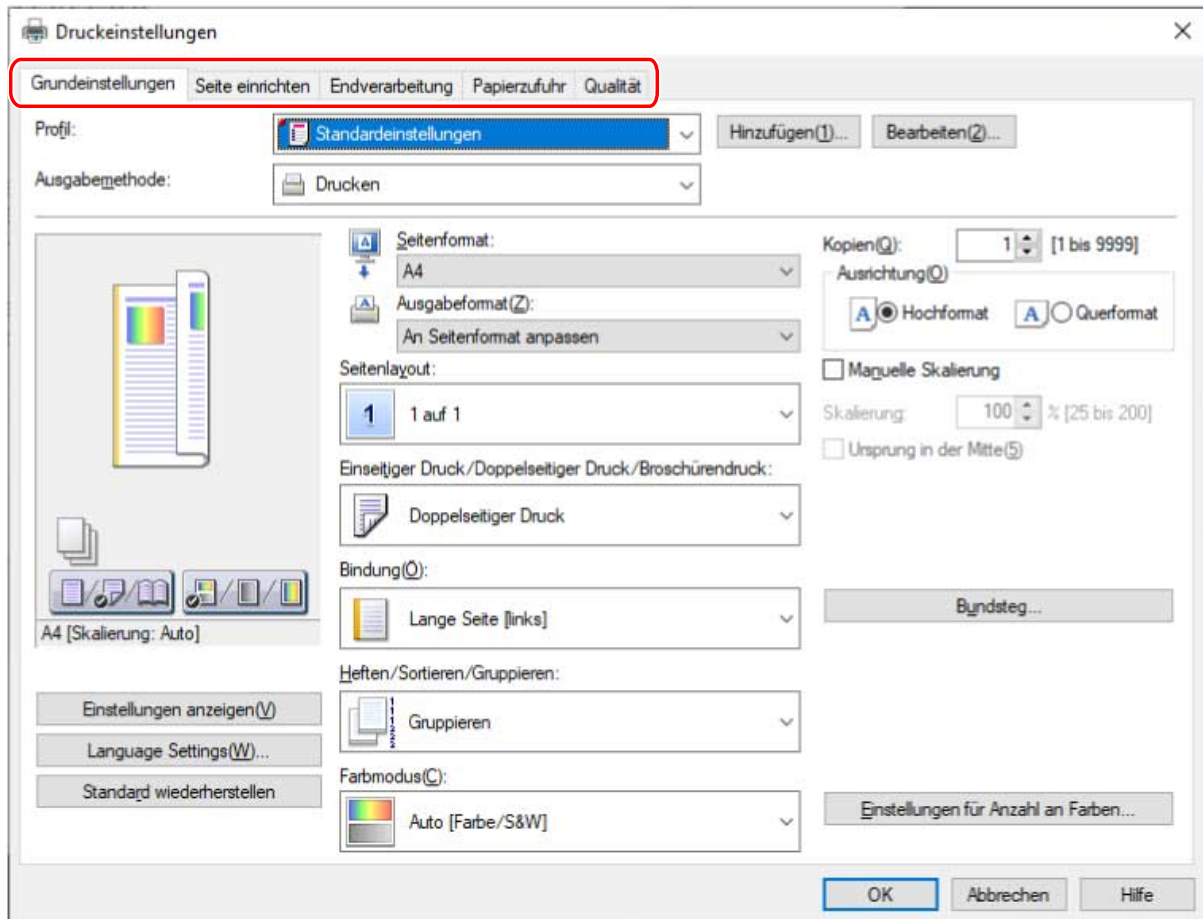 Druckeinstellungen
Grundeinstellungen Seite einrichten Endverarbeitung Papierzufuhr Qualität
Profil: Standardeinstellungen Hinzufügen(1)... Bearbeiten(2)...
Ausgabemethode: Drucken
Seitenformat:
A4
Ausgabeformat(Z):
An Seitenformat anpassen
Seitenlayout:
1 1 auf 1
Einseitiger Druck/Doppelseitiger Druck/Broschürendruck:
Doppelseitiger Druck
Bindung(Ö):
Lange Seite [links]
Heften/Sortieren/Gruppieren:
Gruppieren
Farbmodus(C):
Auto [Farbe/S&W]
Kopien(Q): 1 [1 bis 9999]
Ausrichtung(O)
A Hochformat A Querformat
Manuelle Skalierung
Skalierung: 100 % [25 bis 200]
Ursprung in der Mitte(5)
Bundsteg...
Einstellungen für Anzahl an Farben...
A4 [Skalierung: Auto]
Einstellungen anzeigen(V)
Language Settings(W)...
Standard wiederherstellen
OK Abbrechen Hilfe